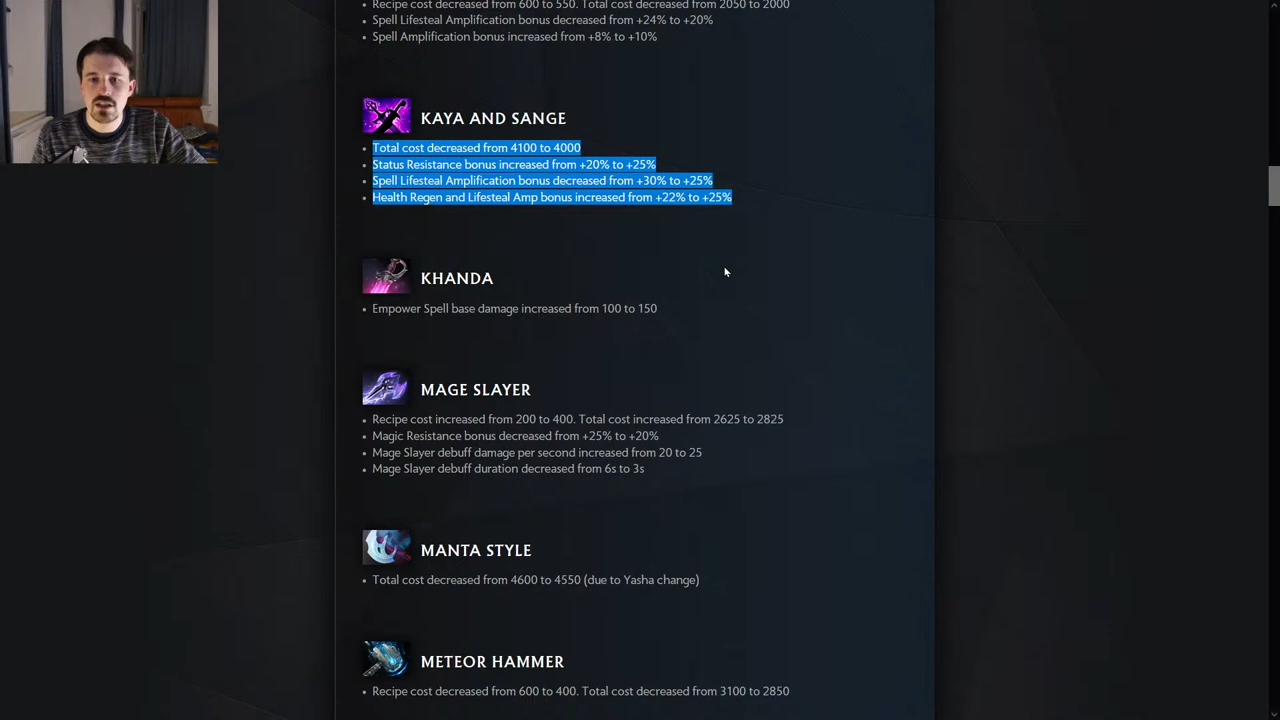 Recipe cost decreased from 600 to 550. Total cost decreased from 2050 to 2000
Spell Lifesteal Amplification bonus decreased from +24% to +20%
Spell Amplification bonus increased from +8% to +10%
KAYA AND SANGE
Total cost decreased from 4100 to 4000
Status Resistance bonus increased from +20% to +25%
Spell Lifesteal Amplification bonus decreased from +30% to +25%
Health Regen and Lifesteal Amp bonus increased from +22% to +25%
KHANDA
Empower Spell base damage increased from 100 to 150
MAGE SLAYER
Recipe cost increased from 200 to 400. Total cost increased from 2625 to 2825
Magic Resistance bonus decreased from +25% to +20%
Mage Slayer debuff damage per second increased from 20 to 25
Mage Slayer debuff duration decreased from 6s to 3s
MANTA STYLE
Total cost decreased from 4600 to 4550 (due to Yasha change)
METEOR HAMMER
Recipe cost decreased from 600 to 400. Total cost decreased from 3100 to 2850